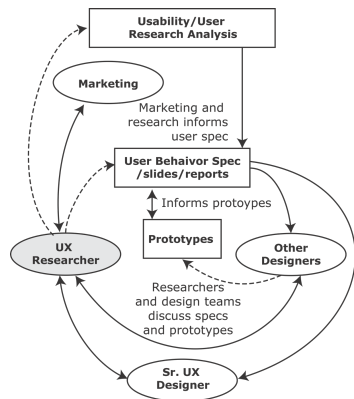 Usability/User
Research Analysis
Marketing
Marketing and
research informs
user spec
User Behaivor Spec
/slides/reports
Informs protoypes
UX
Researcher
Prototypes
Other
Designers
Researchers
and design teams
discuss specs
and prototypes
Sr. UX
Designer